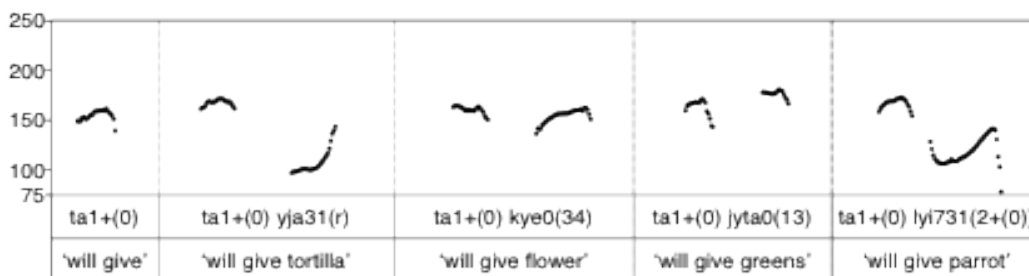 250
200
150
100
75
ta1+(0) ta1+(0) yja31(r) ta1+(0) kye0(34) ta1+(0) jyta0(13) ta1+(0) lyi731(2+(0))
‘will give’ ‘will give tortilla’ ‘will give flower’ ‘will give greens’ ‘will give parrot’